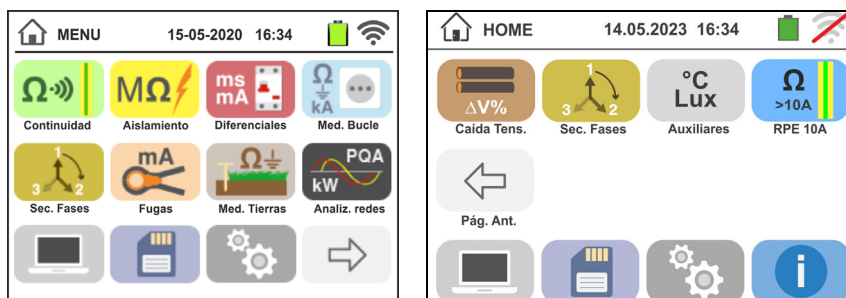 MENU 15-05-2020 16:34
Ω
MΩ
ms
mA
Ω
kA
Continuidad Aislamiento Diferenciales Med. Bucle
1
3 2
mA
Ω
PQA
kW
Sec. Fases Fugas Med. Tierras Analiz. redes
HOME 14.05.2023 16:34
ΔV%
1
3 2
°C
Lux
Ω
>10A
Caída Tens. Sec. Fases Auxiliares RPE 10A
Pág. Ant.
i